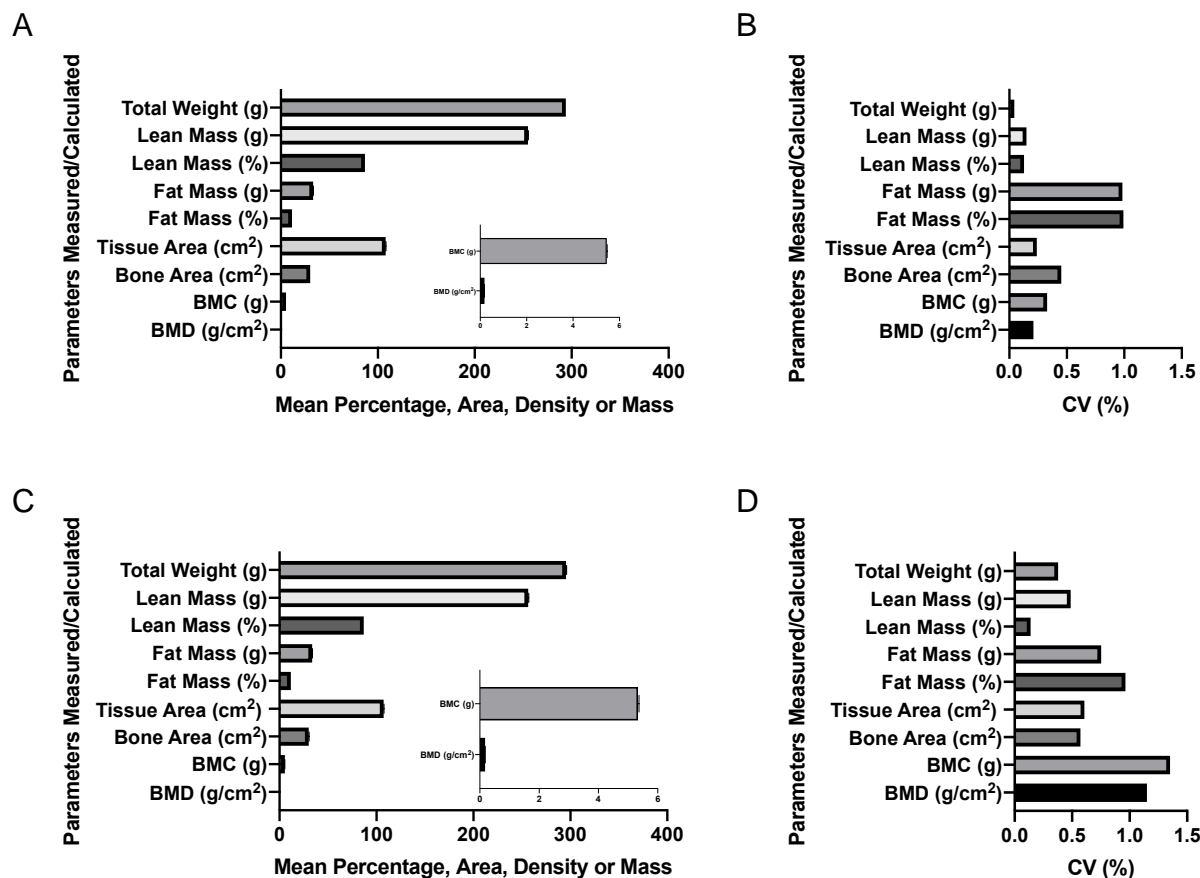 A
Parameters Measured/Calculated
Total Weight (g)
Lean Mass (g)
Lean Mass (%)
Fat Mass (g)
Fat Mass (%)
Tissue Area (cm²)
Bone Area (cm²)
BMC (g)
BMD (g/cm²)
0 100 200 300 400
Mean Percentage, Area, Density or Mass
BMC (g)
BMD (g/cm²)
0 2 4 6
B
Parameters Measured/Calculated
Total Weight (g)
Lean Mass (g)
Lean Mass (%)
Fat Mass (g)
Fat Mass (%)
Tissue Area (cm²)
Bone Area (cm²)
BMC (g)
BMD (g/cm²)
0.0 0.5 1.0 1.5
CV (%)
C
Parameters Measured/Calculated
Total Weight (g)
Lean Mass (g)
Lean Mass (%)
Fat Mass (g)
Fat Mass (%)
Tissue Area (cm²)
Bone Area (cm²)
BMC (g)
BMD (g/cm²)
0 100 200 300 400
Mean Percentage, Area, Density or Mass
BMC (g)
BMD (g/cm²)
0 2 4 6
D
Parameters Measured/Calculated
Total Weight (g)
Lean Mass (g)
Lean Mass (%)
Fat Mass (g)
Fat Mass (%)
Tissue Area (cm²)
Bone Area (cm²)
BMC (g)
BMD (g/cm²)
0.0 0.5 1.0 1.5
CV (%)